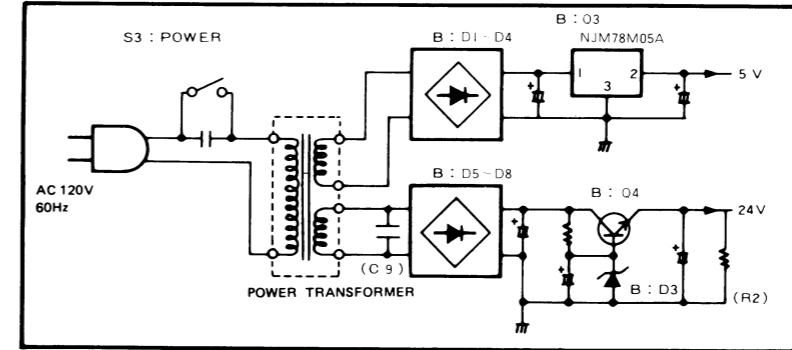 S3 : POWER
B : Q3
NJM78M05A
B : D1~D4
1
2
3
5 V
AC 120V
60Hz
B : D5~D8
B : Q4
24V
(C9)
B : D3
(R2)
POWER TRANSFORMER